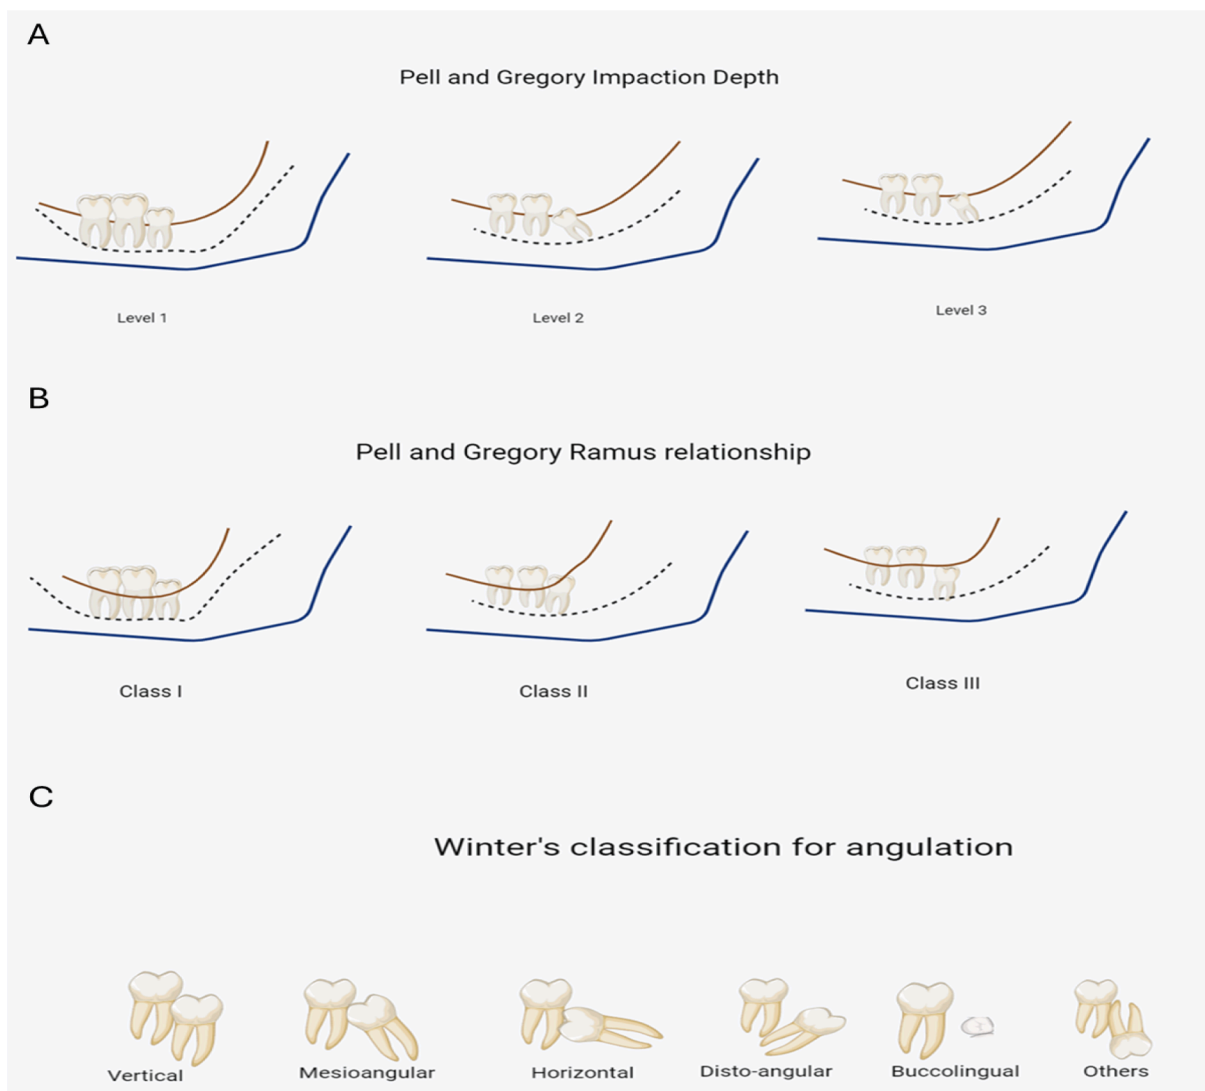 A
Pell and Gregory Impaction Depth
Level 1
Level 2
Level 3
B
Pell and Gregory Ramus relationship
Class I
Class II
Class III
C
Winter's classification for angulation
Vertical
Mesioangular
Horizontal
Disto-angular
Buccolingual
Others